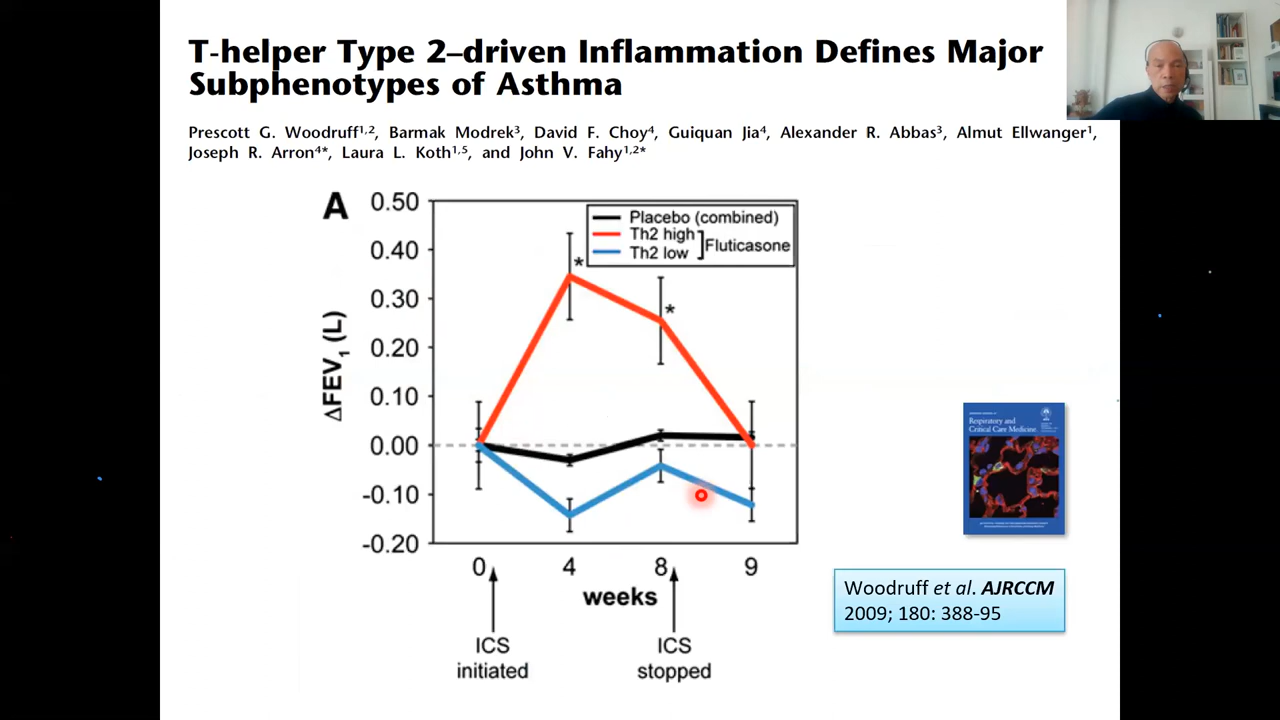 T-helper Type 2–driven Inflammation Defines Major
Subphenotypes of Asthma
Prescott G. Woodruff1,2, Barmak Modrek3, David F. Choy4, Guiquan Jia4, Alexander R. Abbas3, Almut Ellwanger1,
Joseph R. Arron4*, Laura L. Koth1,5, and John V. Fahy1,2*
A
0.50
0.40
0.30
0.20
0.10
0.00
-0.10
-0.20
ΔFEV1 (L)
Placebo (combined)
Th2 high
Th2 low
Fluticasone
*
*
0 4 8 9
weeks
ICS
initiated
ICS
stopped
Respiratory and
Critical Care Medicine
Woodruff et al. AJRCCM
2009; 180: 388-95